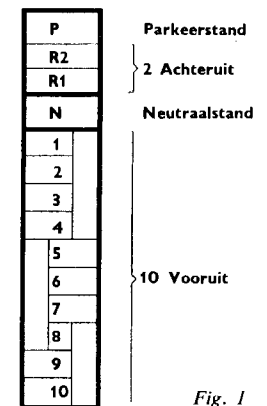 P Parkeerstand
R2
2 Achteruit
R1
N Neutraalstand
1
2
3
4
5
6 10 Vooruit
7
8
9
10
Fig. 1